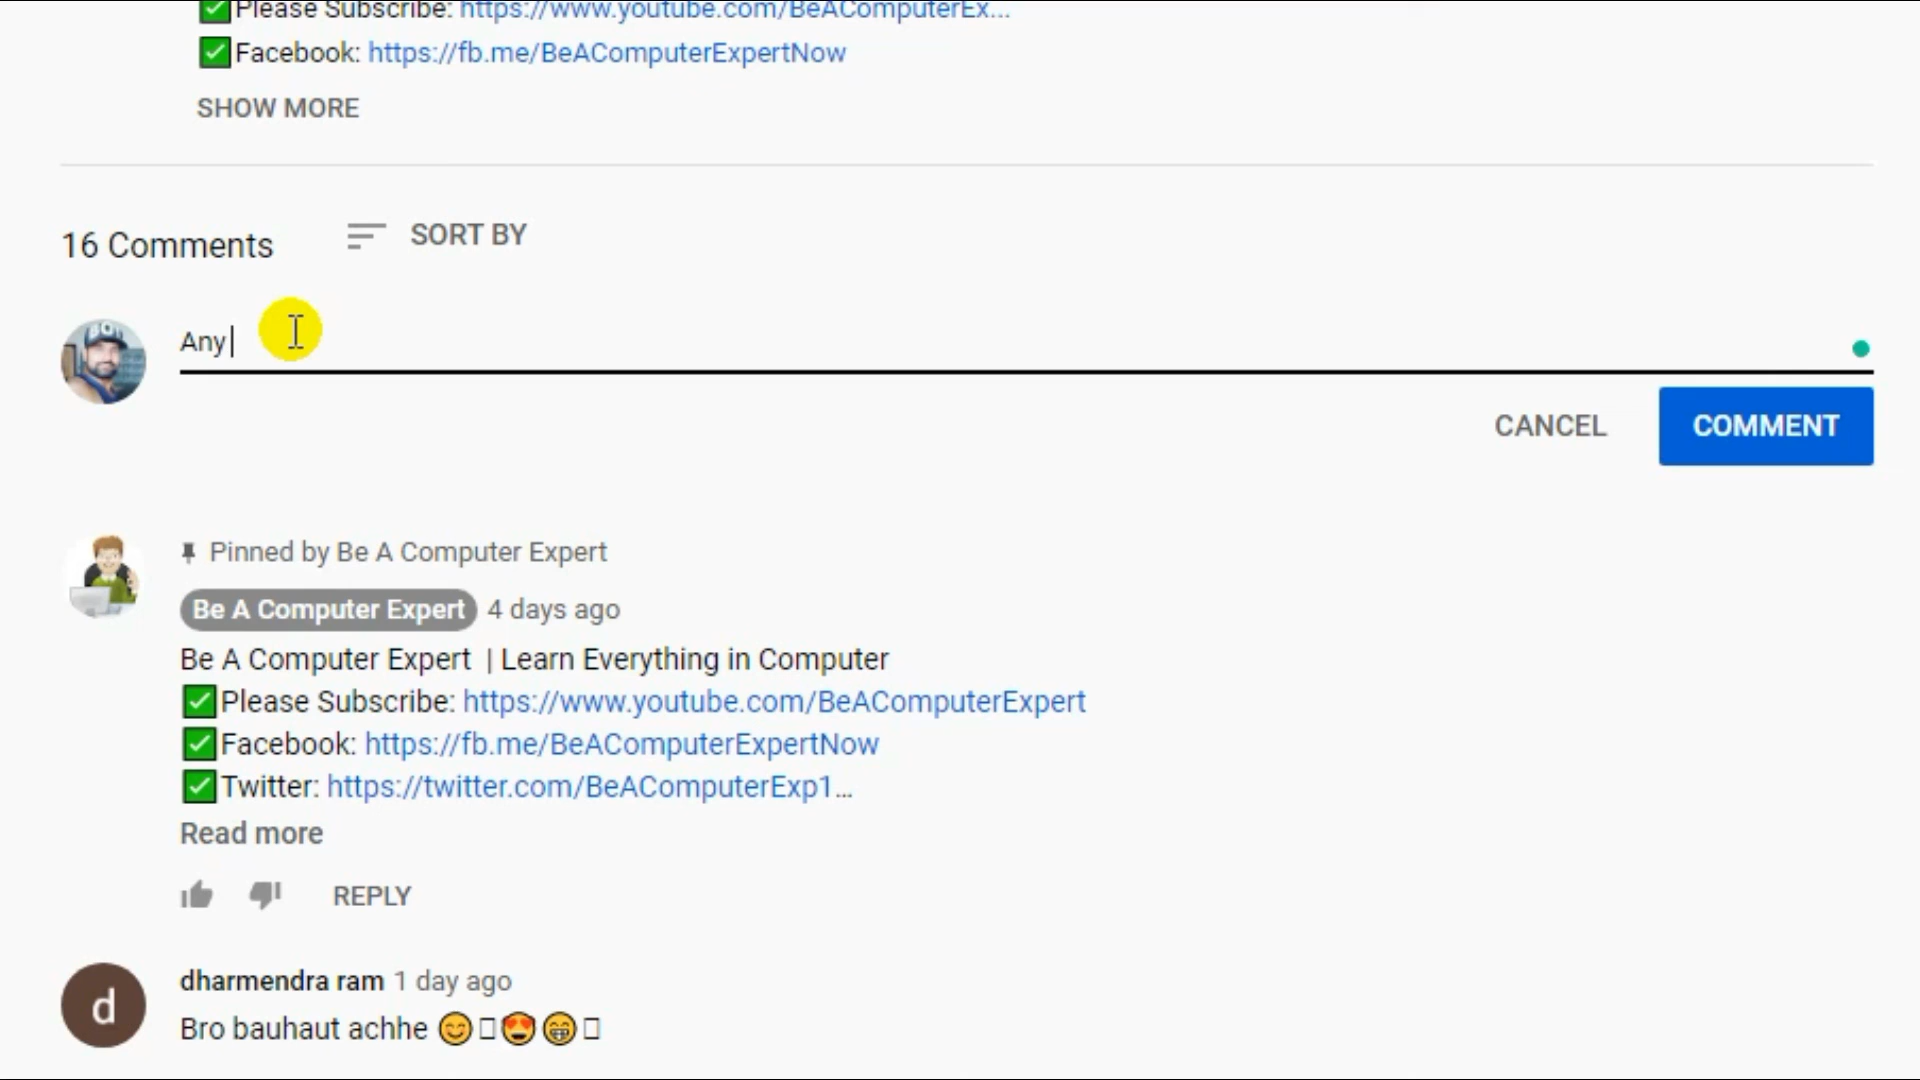 Please Subscribe: https://www.youtube.com/BeAComputerEx...
Facebook: https://fb.me/BeAComputerExpertNow
SHOW MORE
16 Comments SORT BY
Any
CANCEL COMMENT
Pinned by Be A Computer Expert
Be A Computer Expert 4 days ago
Be A Computer Expert | Learn Everything in Computer
Please Subscribe: https://www.youtube.com/BeAComputerExpert
Facebook: https://fb.me/BeAComputerExpertNow
Twitter: https://twitter.com/BeAComputerExp1...
Read more
REPLY
d
dharmendra ram 1 day ago
Bro bauhaut achhe 😊▯😍😁▯